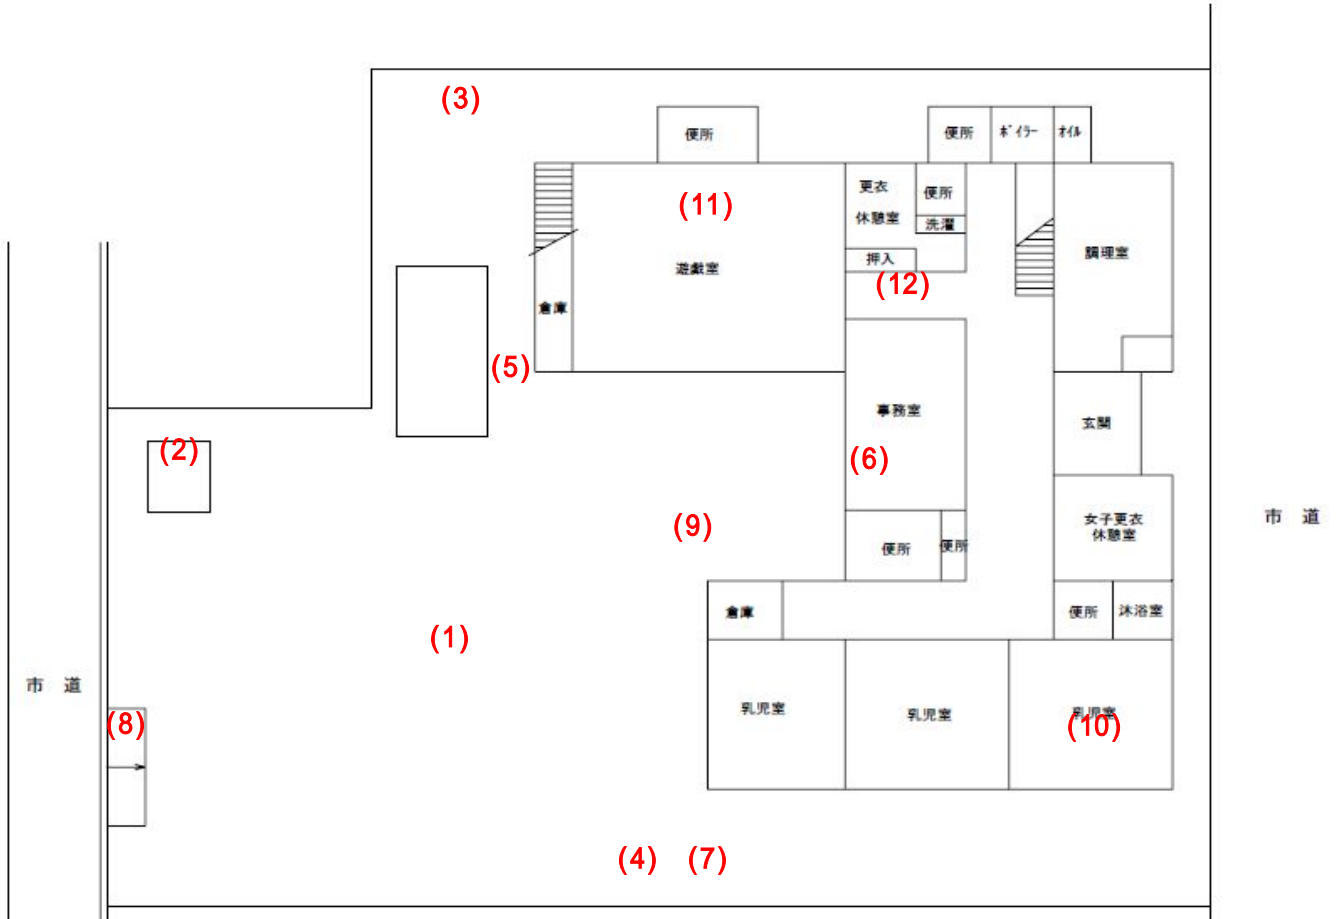 (3)
便所
便所
ボイラー
オイル
更衣
休憩室
便所
洗濯
(11)
遊戯室
押入
(12)
調理室
倉庫
(5)
事務室
(6)
玄関
(2)
(9)
女子更衣
休憩室
便所
便所
市 道
倉庫
便所
沐浴室
(1)
市 道
(8)
乳児室
乳児室
乳児室
(10)
(4)
(7)